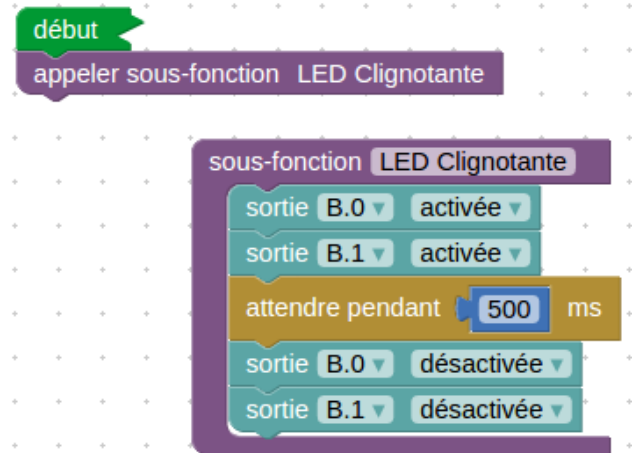 début
appeler sous-fonction LED Clignotante
sous-fonction LED Clignotante
sortie B.0 activée
sortie B.1 activée
attendre pendant 500 ms
sortie B.0 désactivée
sortie B.1 désactivée